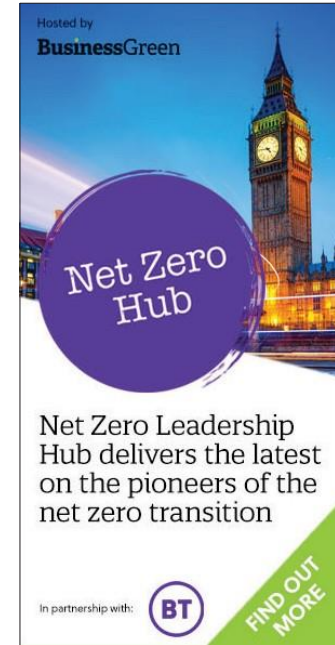 Hosted by
BusinessGreen
Net Zero
Hub
Net Zero Leadership
Hub delivers the latest
on the pioneers of the
net zero transition
In partnership with:
BT
FIND OUT
MORE